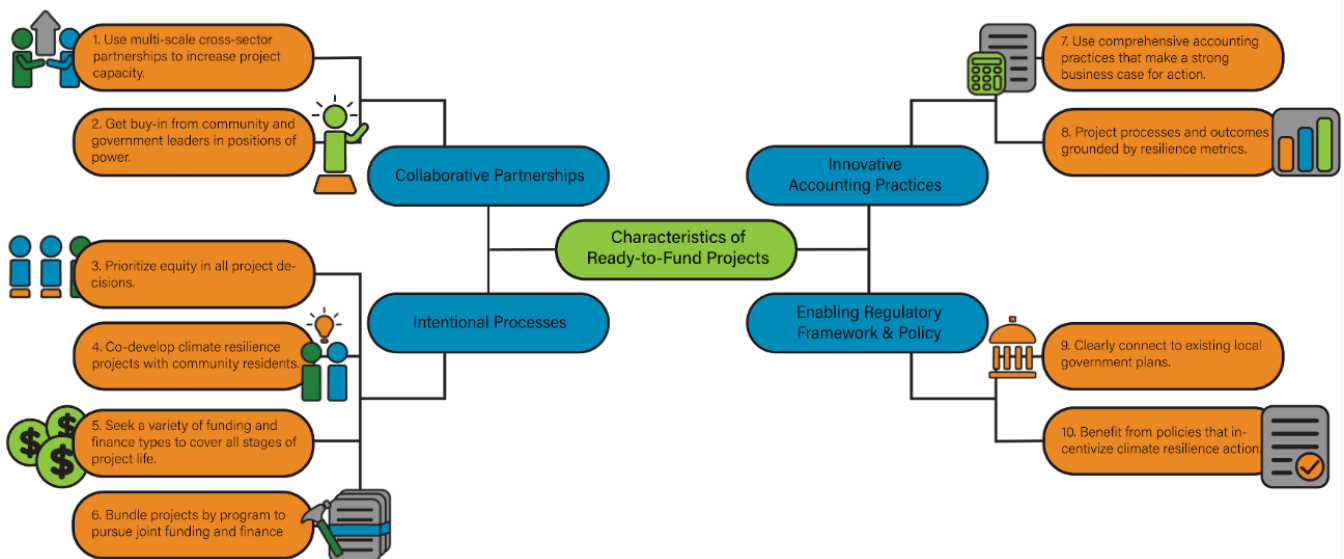 1. Use multi-scale cross-sector
partnerships to increase project
capacity.
2. Get buy-in from community and
government leaders in positions of
power.
Collaborative Partnerships
3. Prioritize equity in all project de-
cisions.
4. Co-develop climate resilience
projects with community residents.
Intentional Processes
5. Seek a variety of funding and
finance types to cover all stages of
project life.
6. Bundle projects by program to
pursue joint funding and finance
$
$
$
Characteristics of
Ready-to-Fund Projects
7. Use comprehensive accounting
practices that make a strong
business case for action.
8. Project processes and outcomes
grounded by resilience metrics.
Innovative
Accounting Practices
Enabling Regulatory
Framework & Policy
9. Clearly connect to existing local
government plans.
10. Benefit from policies that in-
centivize climate resilience action.